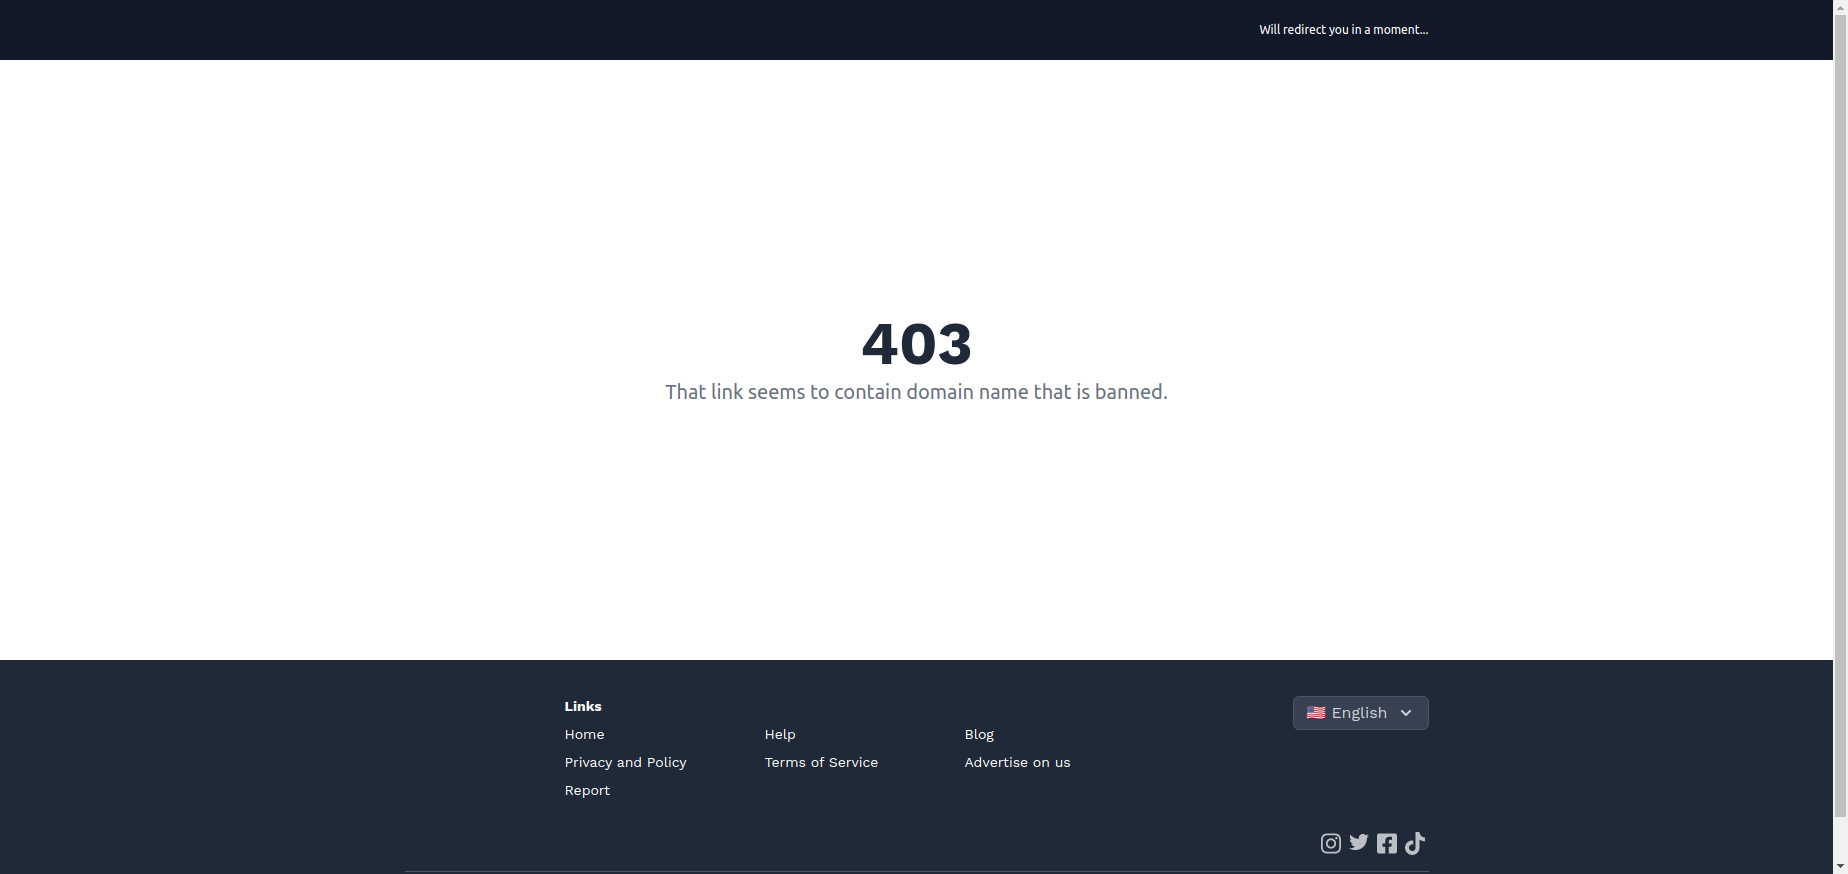 Will redirect you in a moment...
403
That link seems to contain domain name that is banned.
Links
Home
Help
Blog
Privacy and Policy
Terms of Service
Advertise on us
Report
English